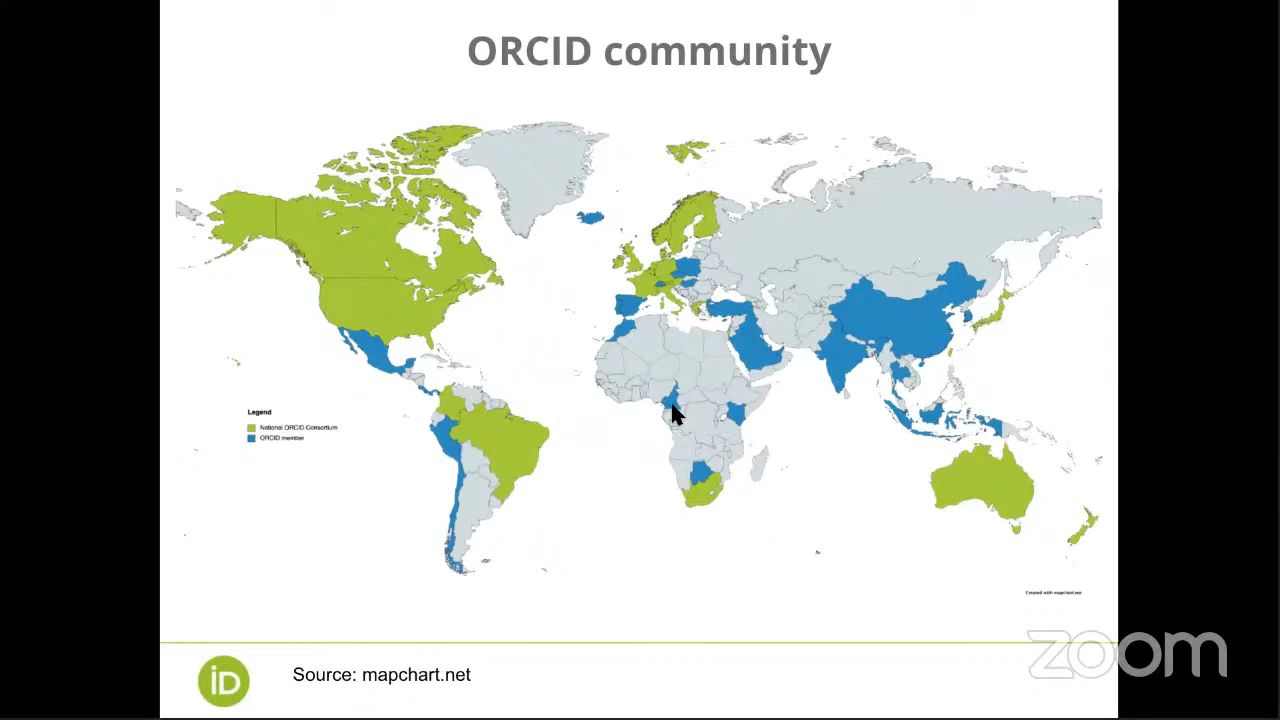 ORCID community
Legend
National ORCID Consortium
ORCID member
Created with mapchart.net
iD
Source: mapchart.net
zoom